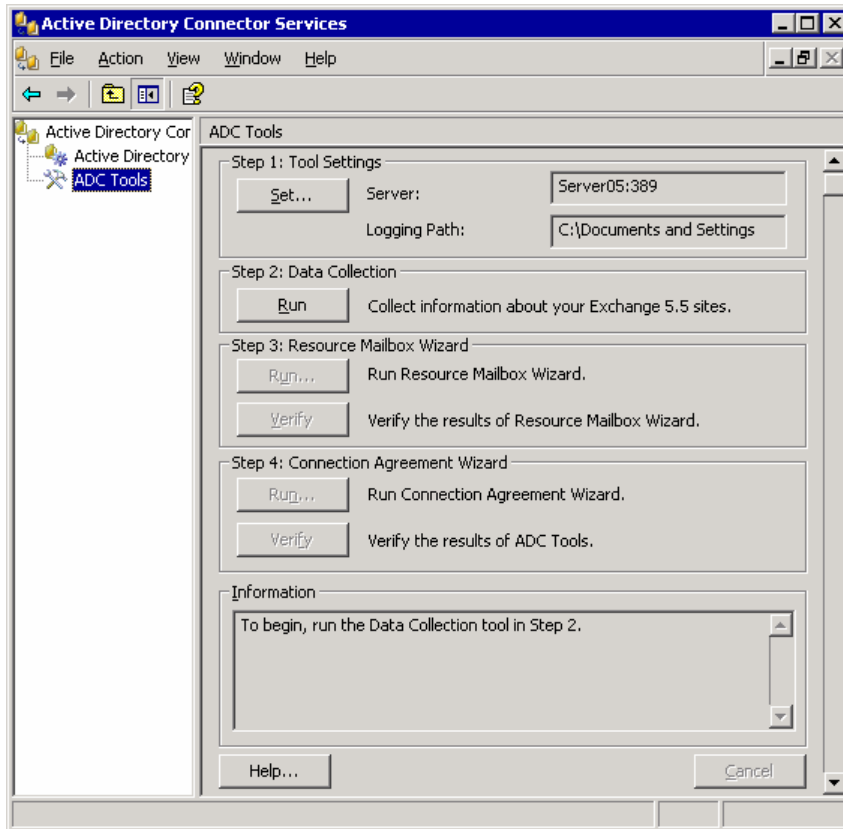 Active Directory Connector Services
File Action View Window Help
Active Directory Cor
Active Directory
ADC Tools
ADC Tools
Step 1: Tool Settings
Set... Server: Server05:389
Logging Path: C:\Documents and Settings
Step 2: Data Collection
Run Collect information about your Exchange 5.5 sites.
Step 3: Resource Mailbox Wizard
Run... Run Resource Mailbox Wizard.
Verify Verify the results of Resource Mailbox Wizard.
Step 4: Connection Agreement Wizard
Run... Run Connection Agreement Wizard.
Verify Verify the results of ADC Tools.
Information
To begin, run the Data Collection tool in Step 2.
Help... Cancel